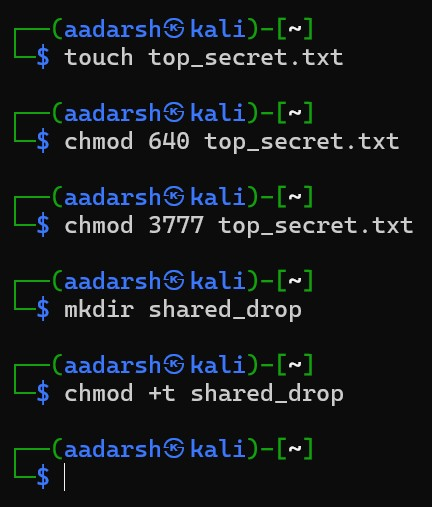 ┌──(aadarsh㉿kali)-[~]
└─$ touch top_secret.txt
┌──(aadarsh㉿kali)-[~]
└─$ chmod 640 top_secret.txt
┌──(aadarsh㉿kali)-[~]
└─$ chmod 3777 top_secret.txt
┌──(aadarsh㉿kali)-[~]
└─$ mkdir shared_drop
┌──(aadarsh㉿kali)-[~]
└─$ chmod +t shared_drop
┌──(aadarsh㉿kali)-[~]
└─$